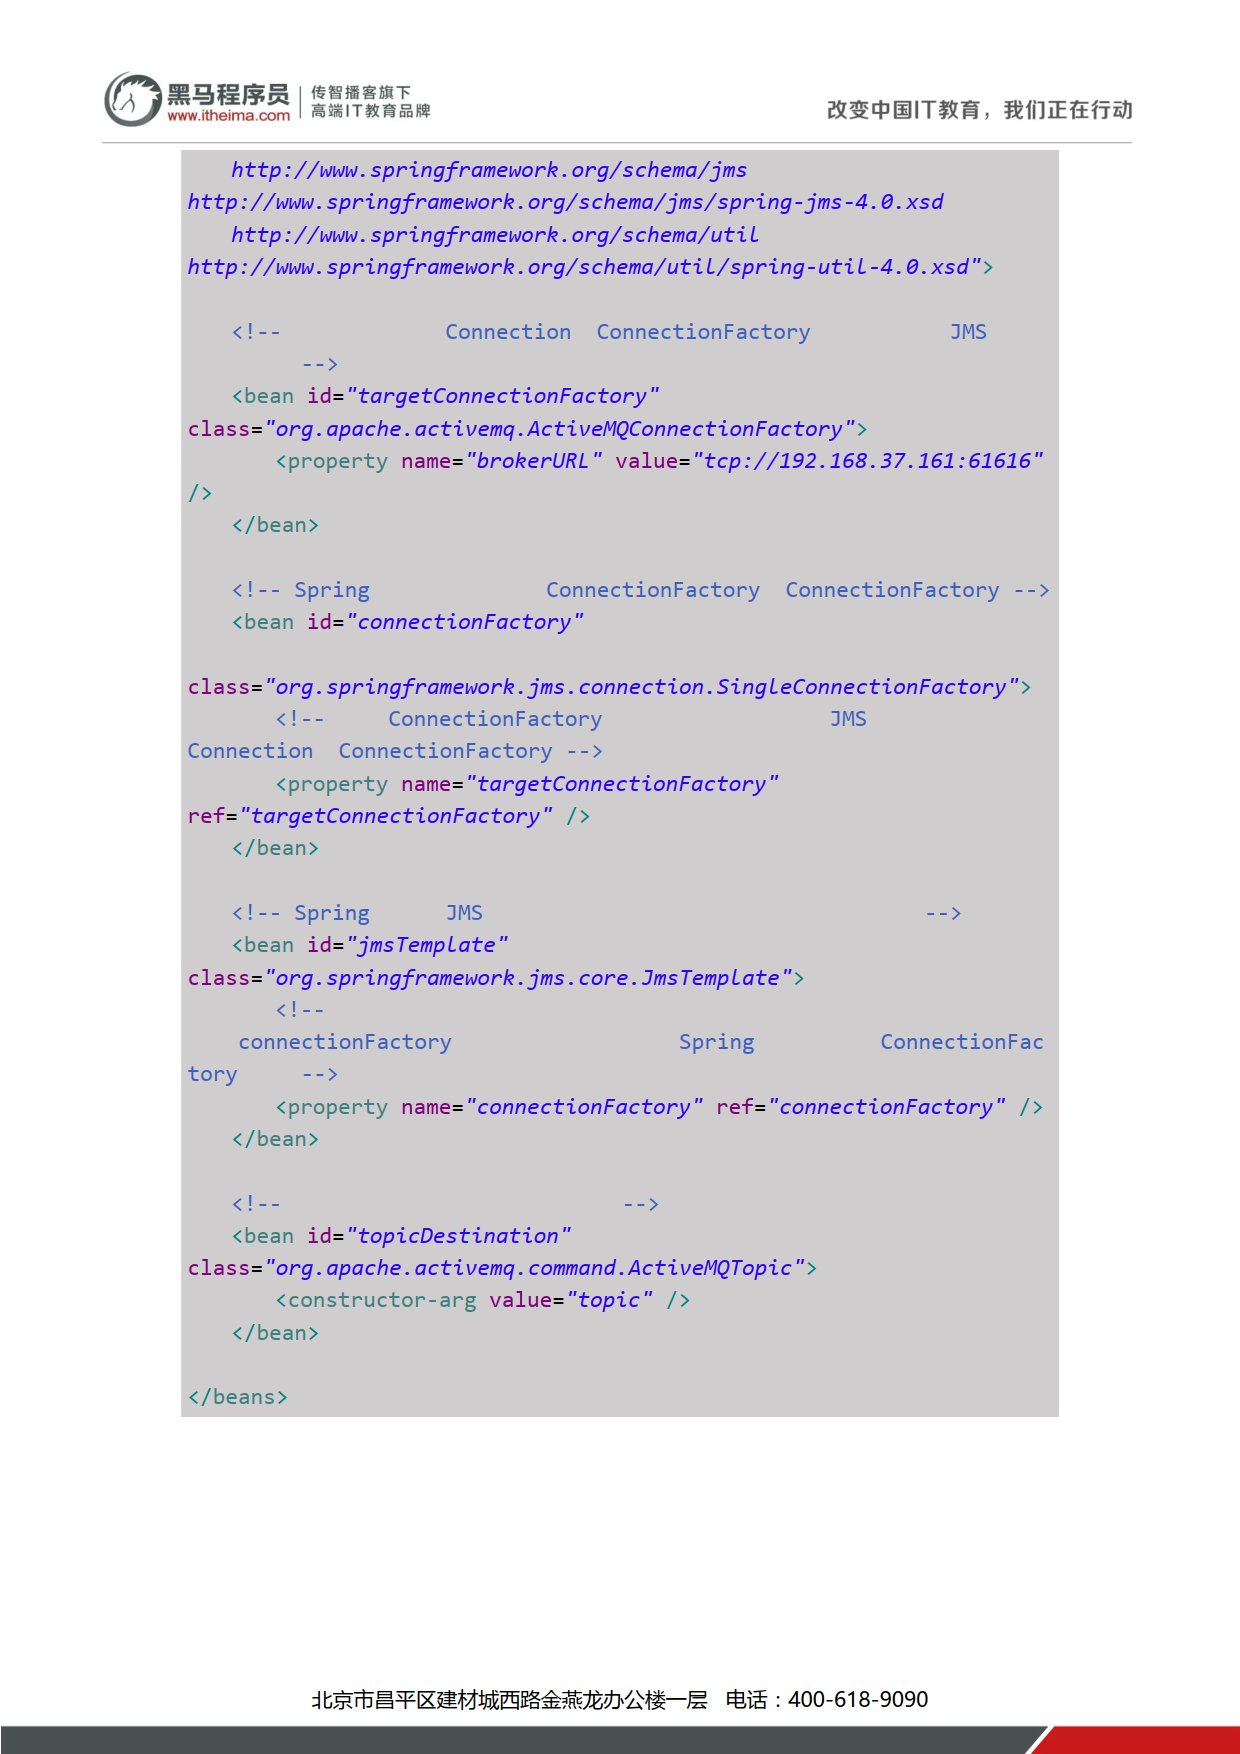 黑马程序员
www.itheima.com
传智播客旗下
高端IT教育品牌
改变中国IT教育，我们正在行动
http://www.springframework.org/schema/jms
http://www.springframework.org/schema/jms/spring-jms-4.0.xsd
http://www.springframework.org/schema/util
http://www.springframework.org/schema/util/spring-util-4.0.xsd">
<!-- Connection ConnectionFactory JMS
-->
<bean id="targetConnectionFactory"
class="org.apache.activemq.ActiveMQConnectionFactory">
<property name="brokerURL" value="tcp://192.168.37.161:61616"
/>
</bean>
<!-- Spring ConnectionFactory ConnectionFactory -->
<bean id="connectionFactory"
class="org.springframework.jms.connection.SingleConnectionFactory">
<!-- ConnectionFactory JMS
Connection ConnectionFactory -->
<property name="targetConnectionFactory"
ref="targetConnectionFactory" />
</bean>
<!-- Spring JMS -->
<bean id="jmsTemplate"
class="org.springframework.jms.core.JmsTemplate">
<!--
connectionFactory Spring ConnectionFac
tory -->
<property name="connectionFactory" ref="connectionFactory" />
</bean>
<!-- -->
<bean id="topicDestination"
class="org.apache.activemq.command.ActiveMQTopic">
<constructor-arg value="topic" />
</bean>
</beans>
北京市昌平区建材城西路金燕龙办公楼一层 电话：400-618-9090